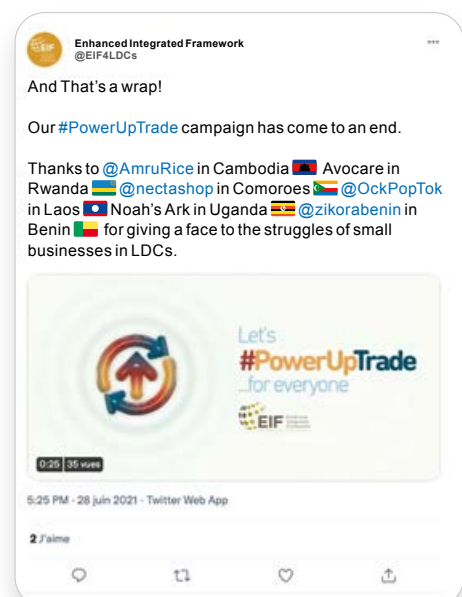 Enhanced Integrated Framework
@EIF4LDCs
And That's a wrap!
Our #PowerUpTrade campaign has come to an end.
Thanks to @AmruRice in Cambodia 🇰🇭 Avocare in
Rwanda 🇷🇼 @nectashop in Comoroes 🇰🇲 @OckPopTok
in Laos 🇱🇦 Noah's Ark in Uganda 🇺🇬 @zikorabenin in
Benin 🇧🇯 for giving a face to the struggles of small
businesses in LDCs.
Let's
#PowerUpTrade
...for everyone
EIF
0:25 35 vues
5:25 PM - 28 juin 2021 - Twitter Web App
2 J'aime